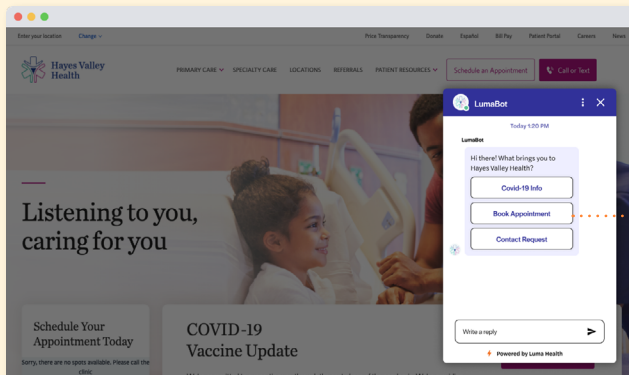 Enter your location Change Price Transparency Donate Español Bill Pay Patient Portal Careers News
Hayes Valley
Health
PRIMARY CARE SPECIALTY CARE LOCATIONS REFERRALS PATIENT RESOURCES Schedule an Appointment Call or Text
LumaBot
Today 1:20 PM
LumaBot
Hi there! What brings you to
Hayes Valley Health?
Covid-19 Info
Book Appointment
Contact Request
Write a reply
Powered by Luma Health
Listening to you,
caring for you
Schedule Your
Appointment Today
Sorry, there are no spots available. Please call the
clinic
COVID-19
Vaccine Update